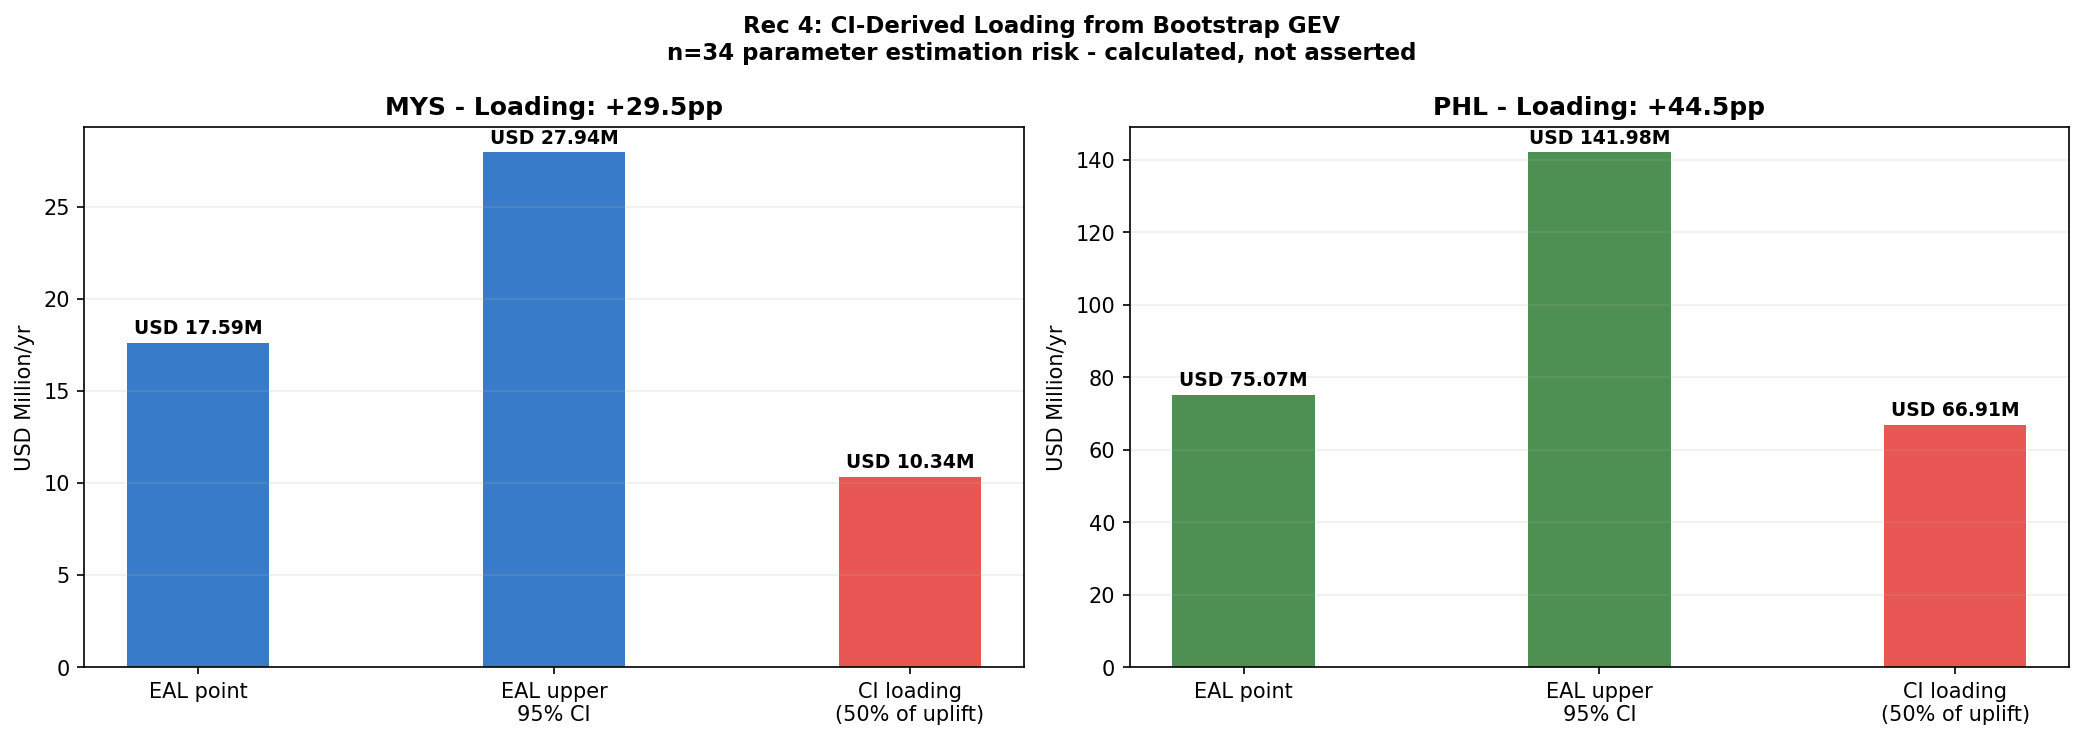 Rec 4: CI-Derived Loading from Bootstrap GEV
n=34 parameter estimation risk - calculated, not asserted
MYS - Loading: +29.5pp
USD Million/yr
25
20
15
10
5
0
USD 17.59M
USD 27.94M
USD 10.34M
EAL point
EAL upper
95% CI
CI loading
(50% of uplift)
PHL - Loading: +44.5pp
USD Million/yr
140
120
100
80
60
40
20
0
USD 75.07M
USD 141.98M
USD 66.91M
EAL point
EAL upper
95% CI
CI loading
(50% of uplift)